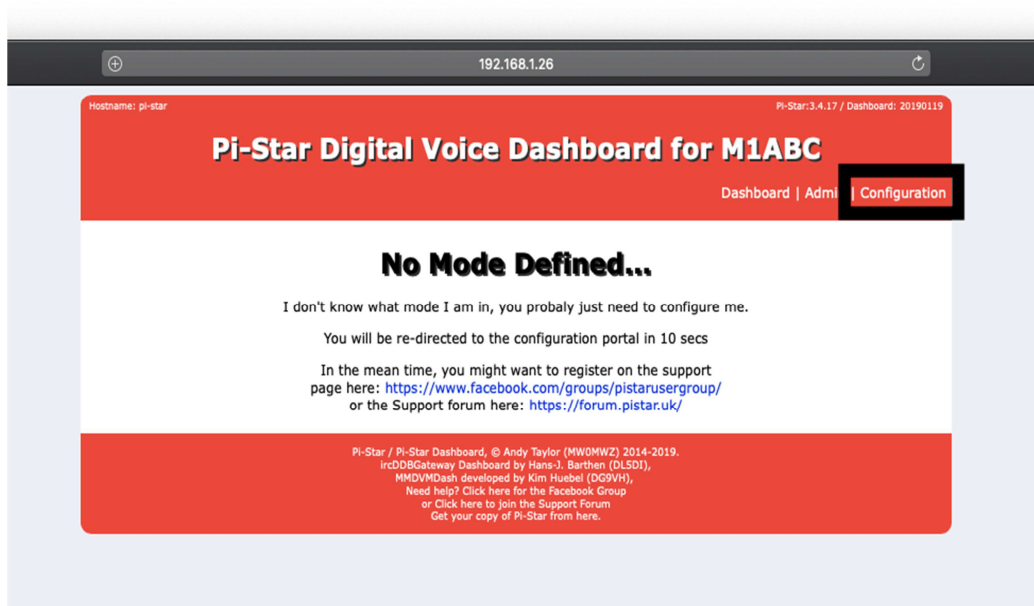 192.168.1.26
Hostname: pi-star
Pi-Star:3.4.17 / Dashboard: 20190119
Pi-Star Digital Voice Dashboard for M1ABC
Dashboard | Admi | Configuration
No Mode Defined...
I don't know what mode I am in, you probaly just need to configure me.
You will be re-directed to the configuration portal in 10 secs
In the mean time, you might want to register on the support
page here: https://www.facebook.com/groups/pistarusergroup/
or the Support forum here: https://forum.pistar.uk/
Pi-Star / Pi-Star Dashboard, © Andy Taylor (MW0MWZ) 2014-2019.
ircDDBGateway Dashboard by Hans-J. Barthen (DL5DI),
MMDVMDash developed by Kim Huebel (DG9VH),
Need help? Click here for the Facebook Group
or Click here to join the Support Forum
Get your copy of Pi-Star from here.